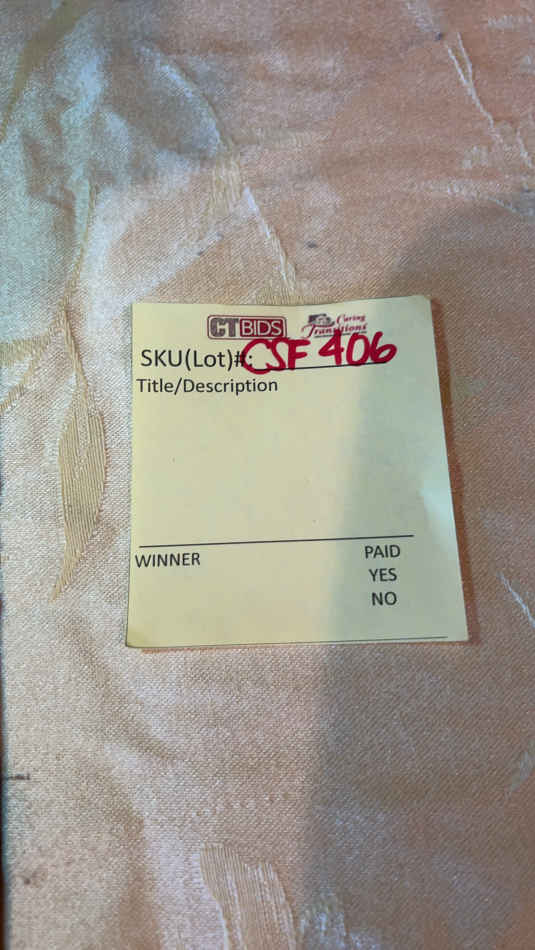 CTBIDS Caring Transitions
SKU(Lot)#: CSF 406
Title/Description
WINNER PAID
YES
NO